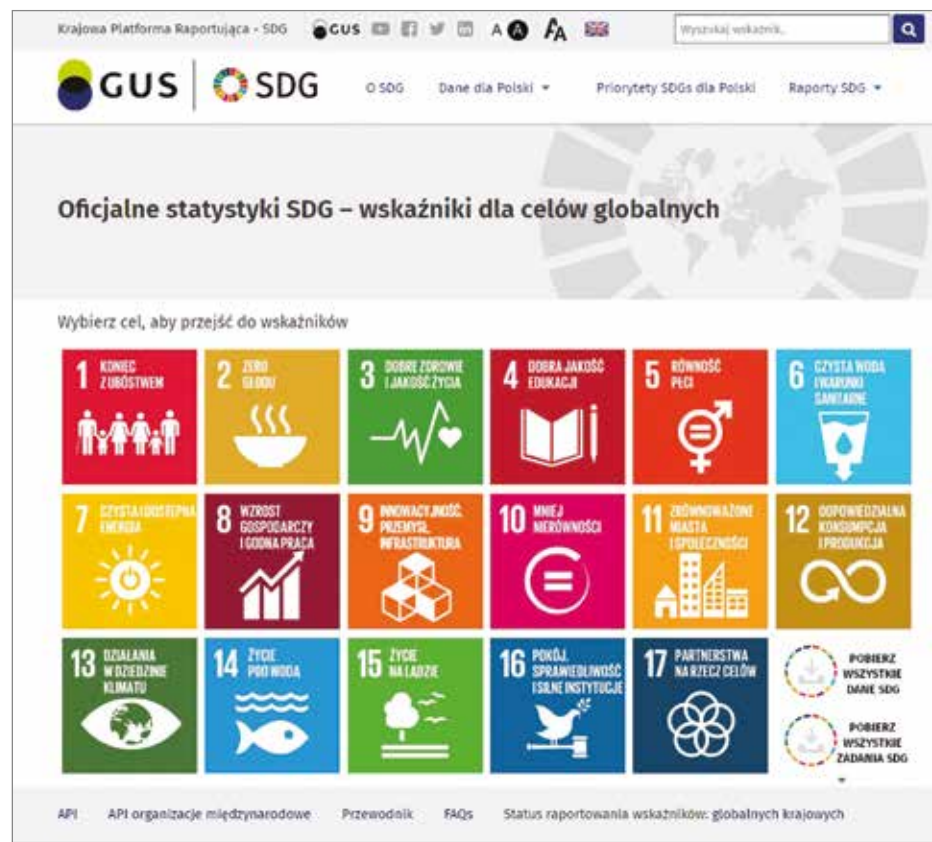 Krajowa Platforma Raportująca - SDG GUS A A AA Wyszukaj wskaźnik..
GUS SDG O SDG Dane dla Polski Priorytety SDGs dla Polski Raporty SDG
Oficjalne statystyki SDG – wskaźniki dla celów globalnych
Wybierz cel, aby przejść do wskaźników
1 KONIEC
Z UBÓSTWEM
2 ZERO
GŁODU
3 DOBRE ZDROWIE
I JAKOŚĆ ŻYCIA
4 DOBRA JAKOŚĆ
EDUKACJI
5 RÓWNOŚĆ
PŁCI
6 CZYSTA WODA
I WARUNKI
SANITARNE
7 CZYSTA I DOSTĘPNA
ENERGIA
8 WZROST
GOSPODARCZY
I GODNA PRACA
9 INNOWACYJNOŚĆ,
PRZEMYSŁ,
INFRASTRUKTURA
10 MNIEJ
NIERÓWNOŚCI
11 ZRÓWNOWAŻONE
MIASTA
I SPOŁECZNOŚCI
12 ODPOWIEDZIALNA
KONSUMPCJA
I PRODUKCJA
13 DZIAŁANIA
W DZIEDZINIE
KLIMATU
14 ŻYCIE
POD WODĄ
15 ŻYCIE
NA LĄDZIE
16 POKÓJ,
SPRAWIEDLIWOŚĆ
I SILNE INSTYTUCJE
17 PARTNERSTWA
NA RZECZ CELÓW
POBIERZ
WSZYSTKIE
DANE SDG
POBIERZ
WSZYSTKIE
ZADANIA SDG
API API organizacje międzynarodowe Przewodnik FAQs Status raportowania wskaźników: globalnych krajowych